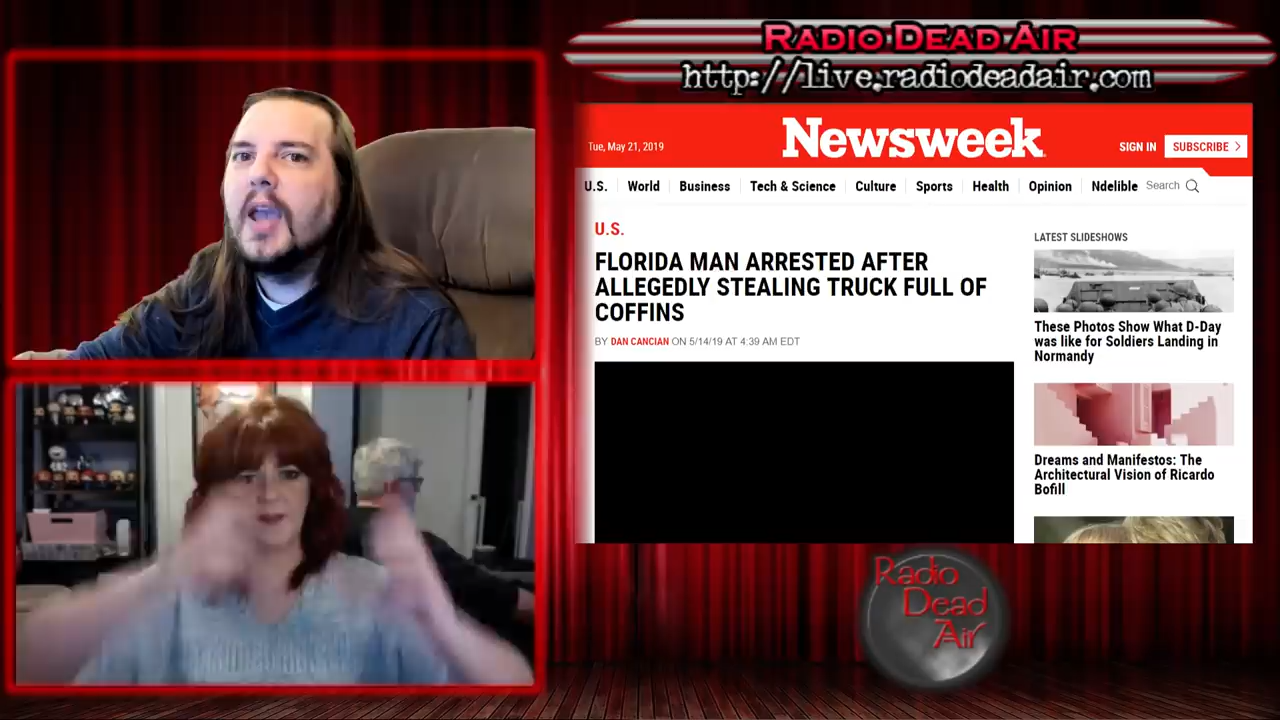 Radio Dead Air
http://live.radiodeadair.com
Tue, May 21, 2019
Newsweek
SIGN IN
SUBSCRIBE >
U.S.
World
Business
Tech & Science
Culture
Sports
Health
Opinion
Ndelible
Search
U.S.
FLORIDA MAN ARRESTED AFTER
ALLEGEDLY STEALING TRUCK FULL OF
COFFINS
BY DAN CANCIAN ON 5/14/19 AT 4:39 AM EDT
LATEST SLIDESHOWS
These Photos Show What D-Day
was like for Soldiers Landing in
Normandy
Dreams and Manifestos: The
Architectural Vision of Ricardo
Bofill
Radio
Dead
Air